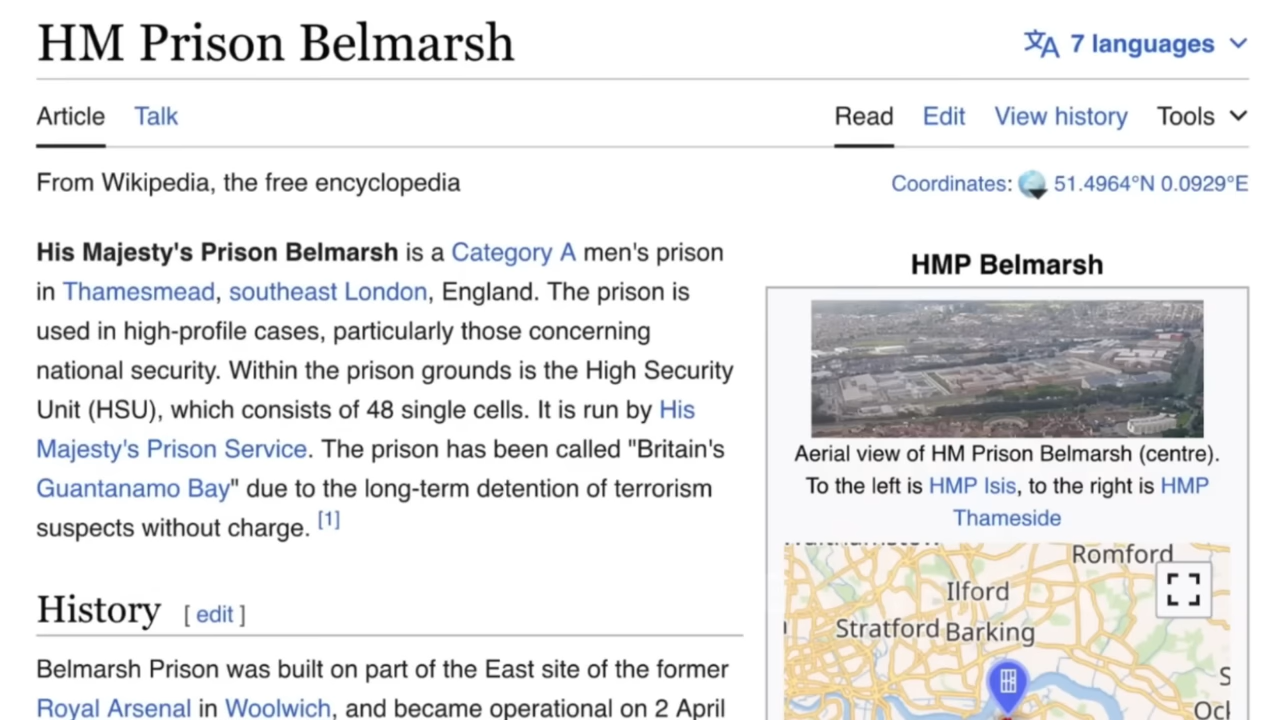 HM Prison Belmarsh
7 languages
Article Talk
Read Edit View history Tools
From Wikipedia, the free encyclopedia
Coordinates: 51.4964°N 0.0929°E
His Majesty's Prison Belmarsh is a Category A men's prison
in Thamesmead, southeast London, England. The prison is
used in high-profile cases, particularly those concerning
national security. Within the prison grounds is the High Security
Unit (HSU), which consists of 48 single cells. It is run by His
Majesty's Prison Service. The prison has been called "Britain's
Guantanamo Bay" due to the long-term detention of terrorism
suspects without charge. [1]
History [ edit ]
Belmarsh Prison was built on part of the East site of the former
Royal Arsenal in Woolwich, and became operational on 2 April
HMP Belmarsh
Aerial view of HM Prison Belmarsh (centre).
To the left is HMP Isis, to the right is HMP
Thameside
Romford
Ilford
Stratford Barking